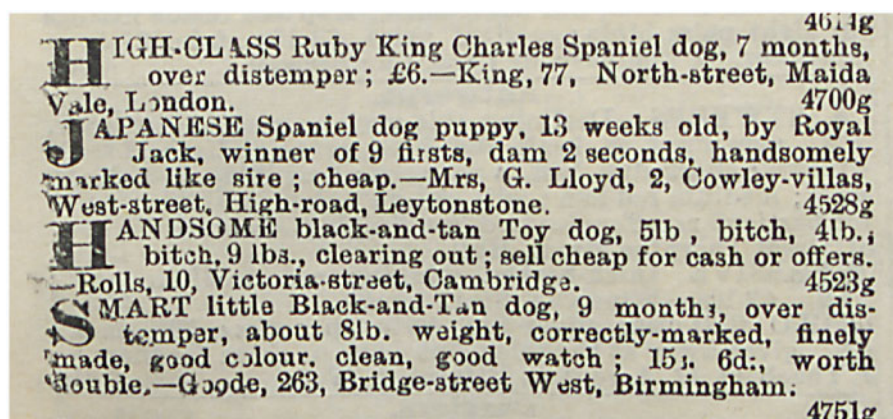 HIGH-CLASS Ruby King Charles Spaniel dog, 7 months,
over distemper; £6.—King, 77, North-street, Maida
Vale, London. 4700g
JAPANESE Spaniel dog puppy, 13 weeks old, by Royal
Jack, winner of 9 firsts, dam 2 seconds, handsomely
marked like sire; cheap.—Mrs, G. Lloyd, 2, Cowley-villas,
West-street, High-road, Leytonstone. 4528g
HANDSOME black-and-tan Toy dog, 5lb, bitch, 4lb.;
bitch, 9 lbs., clearing out; sell cheap for cash or offers.
—Rolls, 10, Victoria-street, Cambridge. 4523g
SMART little Black-and-Tan dog, 9 months, over dis-
temper, about 8lb. weight, correctly-marked, finely
made, good colour, clean, good watch; 15s. 6d:, worth
double.—Goode, 263, Bridge-street West, Birmingham.
4751g